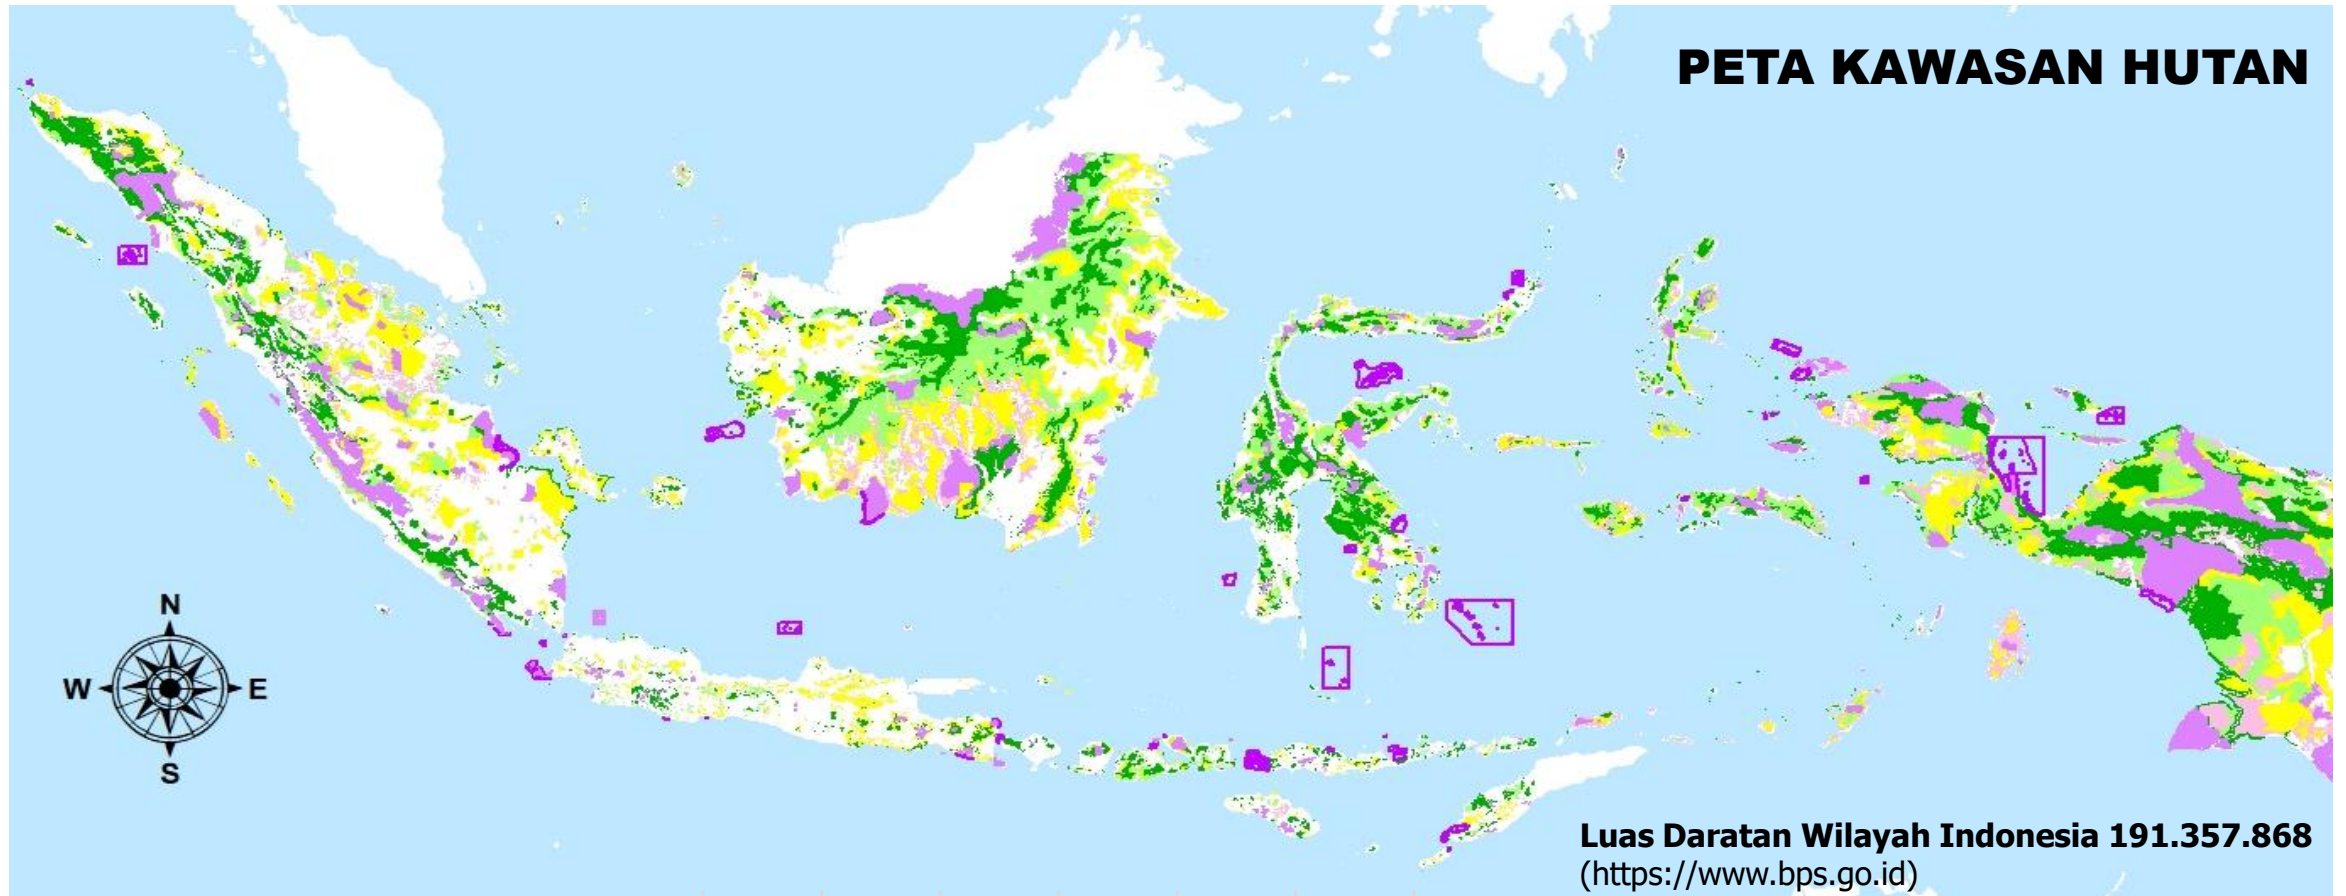 PETA KAWASAN HUTAN
N
W E
S
Luas Daratan Wilayah Indonesia 191.357.868
(https://www.bps.go.id)